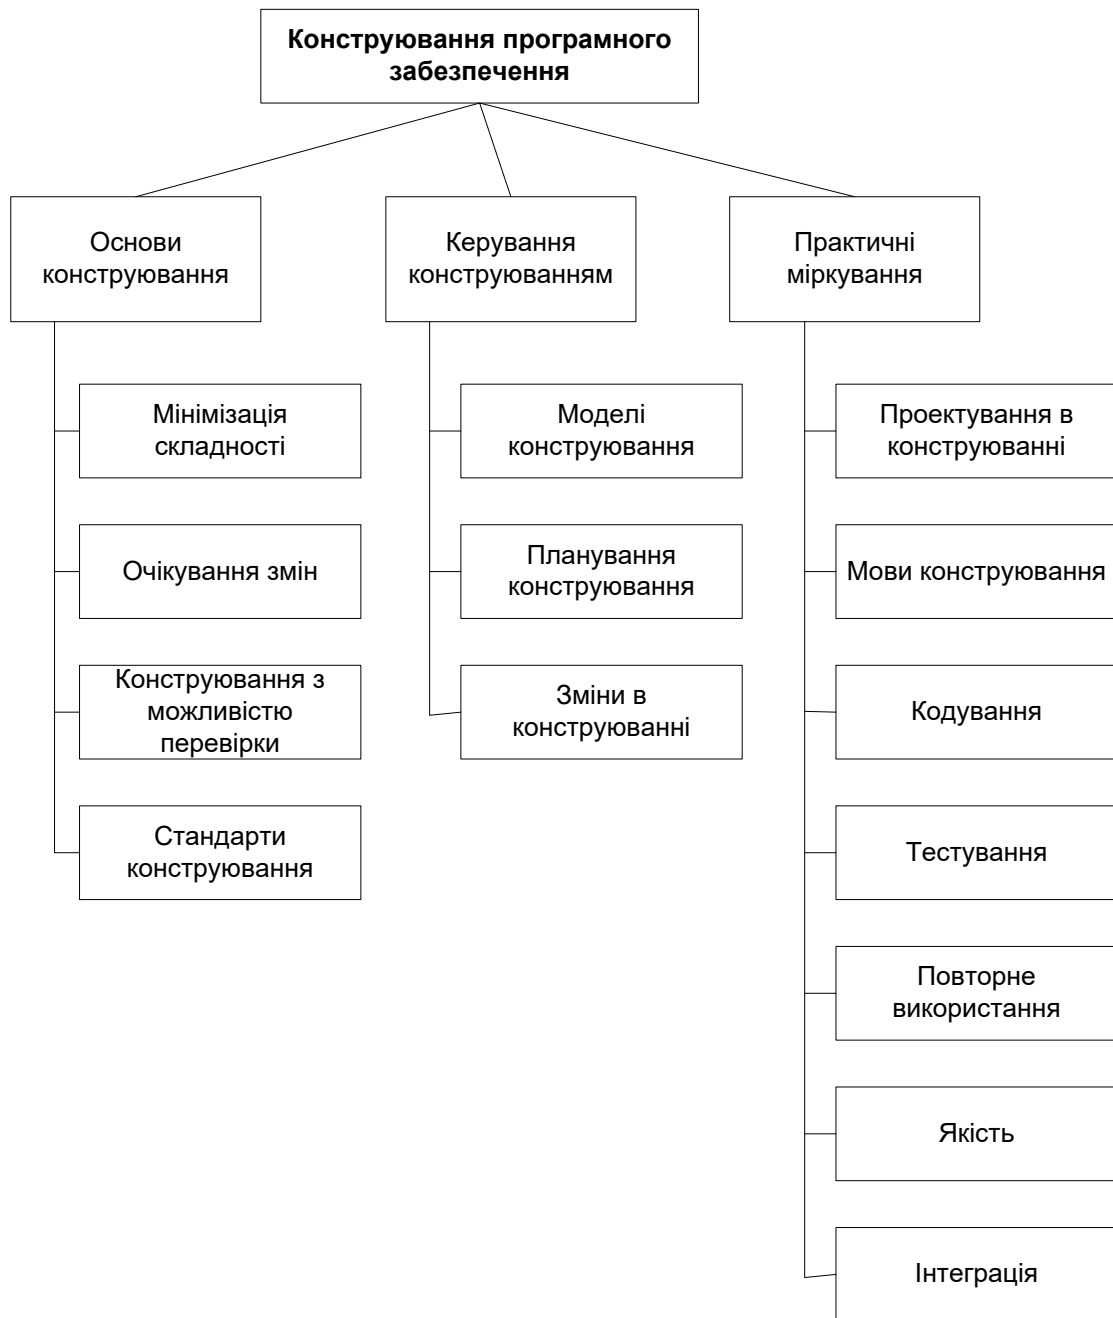 Конструювання програмного
забезпечення
Основи
конструювання
Керування
конструюванням
Практичні
міркування
Мінімізація
складності
Очікування змін
Конструювання з
можливістю
перевірки
Стандарти
конструювання
Моделі
конструювання
Планування
конструювання
Зміни в
конструюванні
Проектування в
конструюванні
Мови конструювання
Кодування
Тестування
Повторне
використання
Якість
Інтеграція